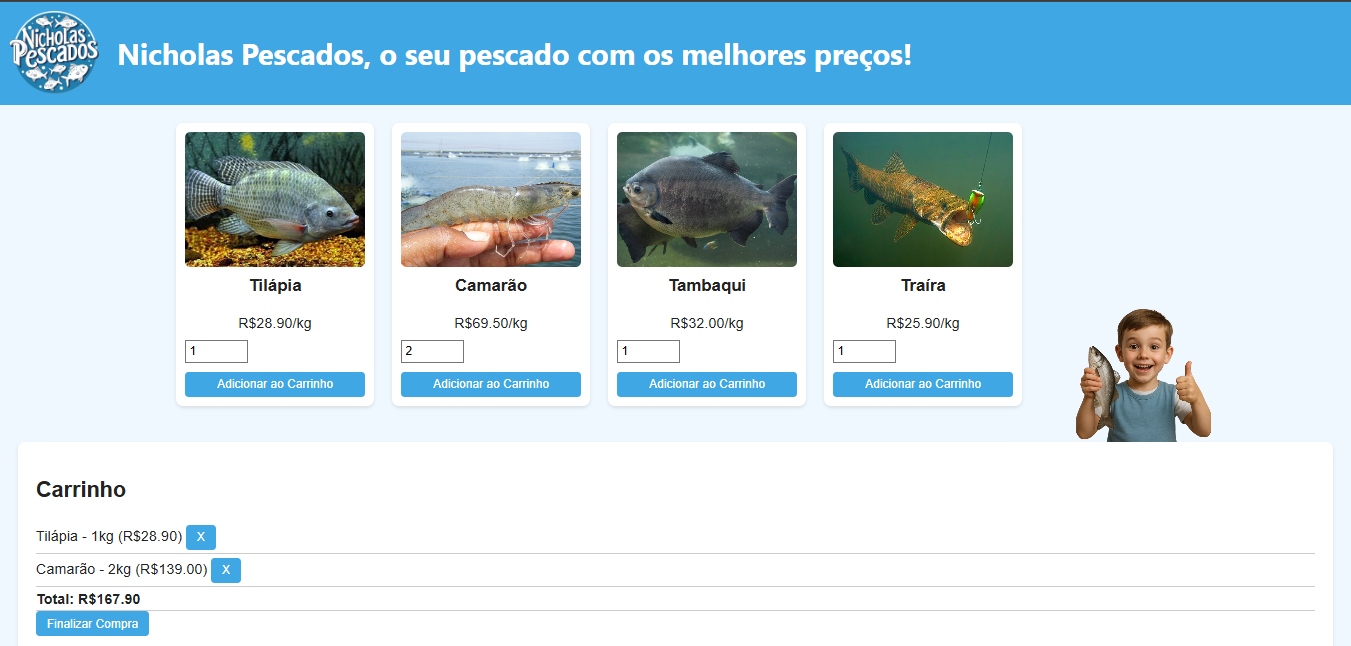 Nicholas
Pescados
Nicholas Pescados, o seu pescado com os melhores preços!
Tilápia
R$28.90/kg
1
Adicionar ao Carrinho
Camarão
R$69.50/kg
2
Adicionar ao Carrinho
Tambaqui
R$32.00/kg
1
Adicionar ao Carrinho
Traíra
R$25.90/kg
1
Adicionar ao Carrinho
Carrinho
Tilápia - 1kg (R$28.90) X
Camarão - 2kg (R$139.00) X
Total: R$167.90
Finalizar Compra